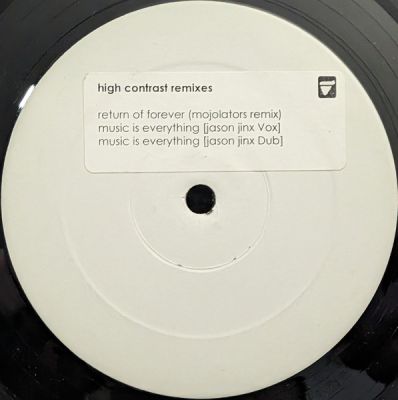 high contrast remixes
return of forever (mojolators remix)
music is everything [jason jinx Vox]
music is everything [jason jinx Dub]